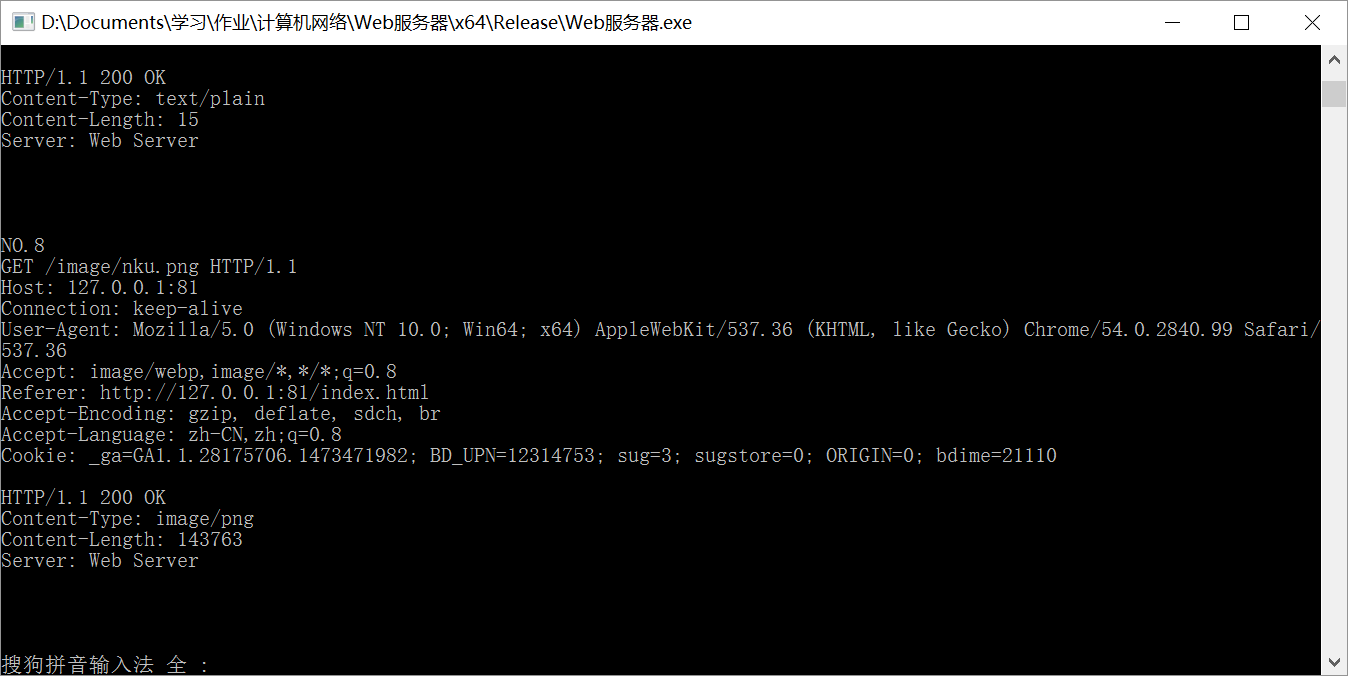 D:\Documents\学习\作业\计算机网络\Web服务器\x64\Release\Web服务器.exe
HTTP/1.1 200 OK
Content-Type: text/plain
Content-Length: 15
Server: Web Server
NO.8
GET /image/nku.png HTTP/1.1
Host: 127.0.0.1:81
Connection: keep-alive
User-Agent: Mozilla/5.0 (Windows NT 10.0; Win64; x64) AppleWebKit/537.36 (KHTML, like Gecko) Chrome/54.0.2840.99 Safari/
537.36
Accept: image/webp,image/*,*/*;q=0.8
Referer: http://127.0.0.1:81/index.html
Accept-Encoding: gzip, deflate, sdch, br
Accept-Language: zh-CN,zh;q=0.8
Cookie: _ga=GA1.1.28175706.1473471982; BD_UPN=12314753; sug=3; sugstore=0; ORIGIN=0; bdime=21110
HTTP/1.1 200 OK
Content-Type: image/png
Content-Length: 143763
Server: Web Server
搜狗拼音输入法 全 :